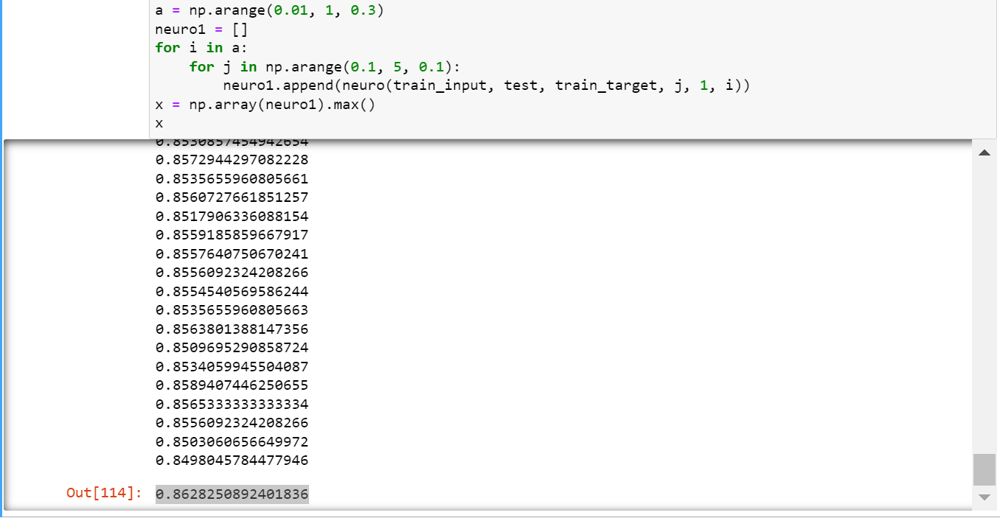 a = np.arange(0.01, 1, 0.3)
neuro1 = []
for i in a:
    for j in np.arange(0.1, 5, 0.1):
        neuro1.append(neuro(train_input, test, train_target, j, 1, i))
x = np.array(neuro1).max()
x
0.8530857454942654
0.8572944297082228
0.8535655960805661
0.8560727661851257
0.8517906336088154
0.8559185859667917
0.8557640750670241
0.8556092324208266
0.8554540569586244
0.8535655960805663
0.8563801388147356
0.8509695290858724
0.8534059945504087
0.8589407446250655
0.8565333333333334
0.8556092324208266
0.8503060656649972
0.8498045784477946
Out[114]: 0.8628250892401836